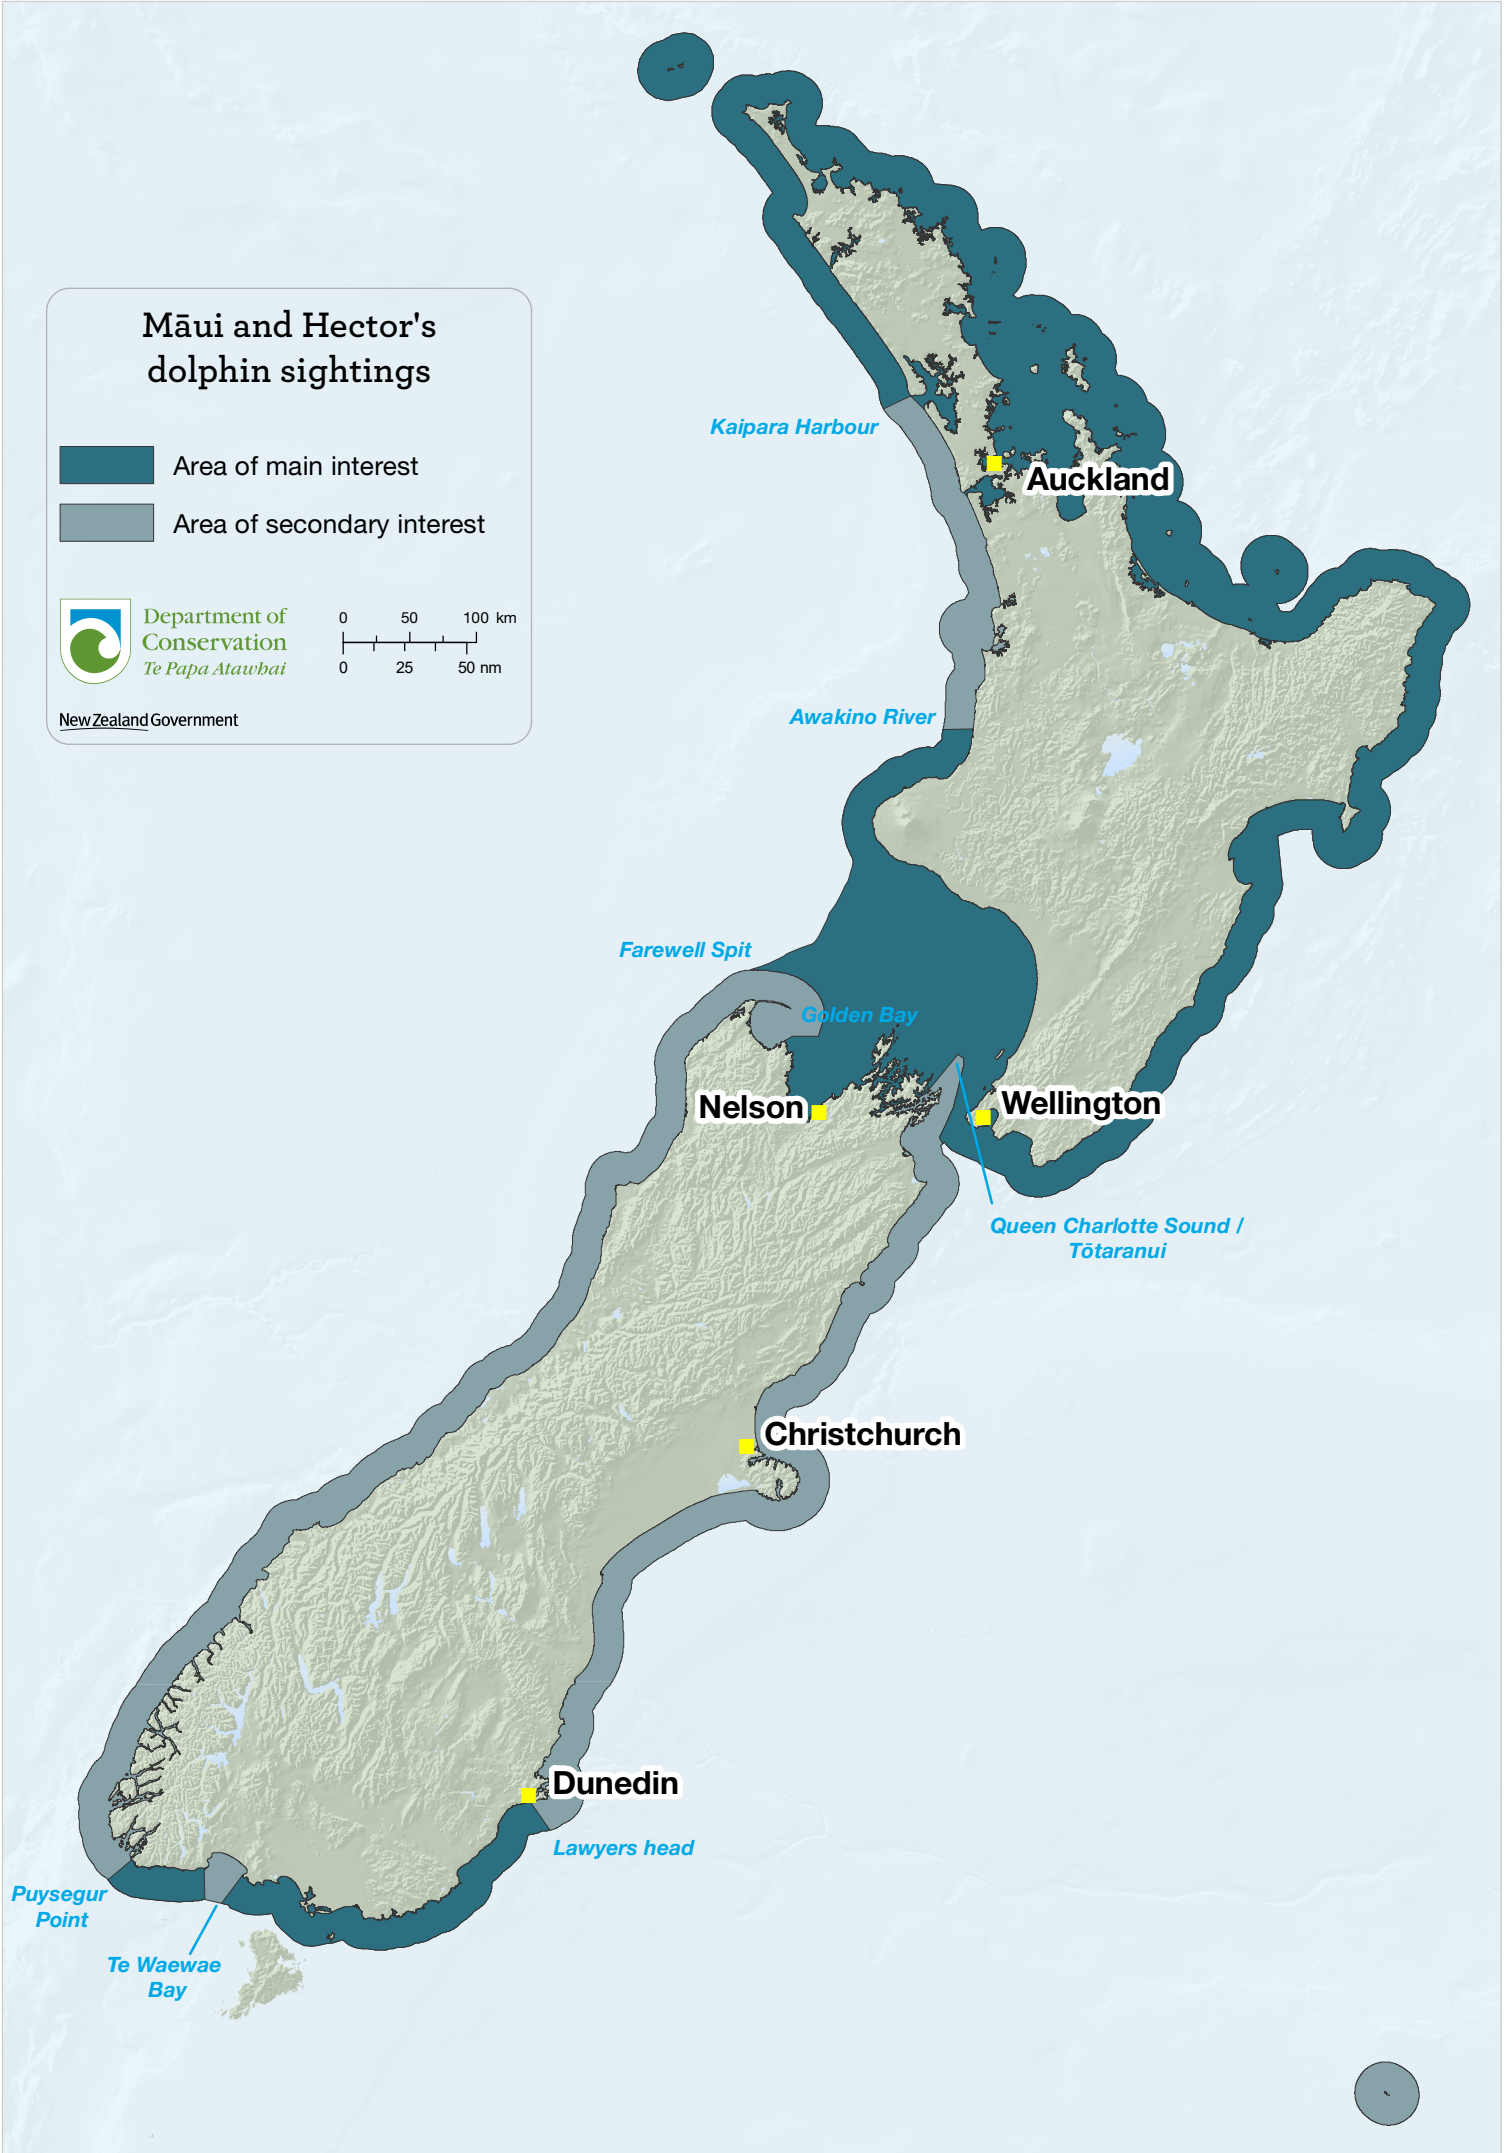 Māui and Hector's
dolphin sightings
Area of main interest
Area of secondary interest
Department of
Conservation
Te Papa Atawhai
0 50 100 km
0 25 50 nm
New Zealand Government
Kaipara Harbour
Auckland
Awakino River
Farewell Spit
Golden Bay
Nelson
Wellington
Queen Charlotte Sound /
Tōtaranui
Christchurch
Dunedin
Lawyers head
Puysegur
Point
Te Waewae
Bay